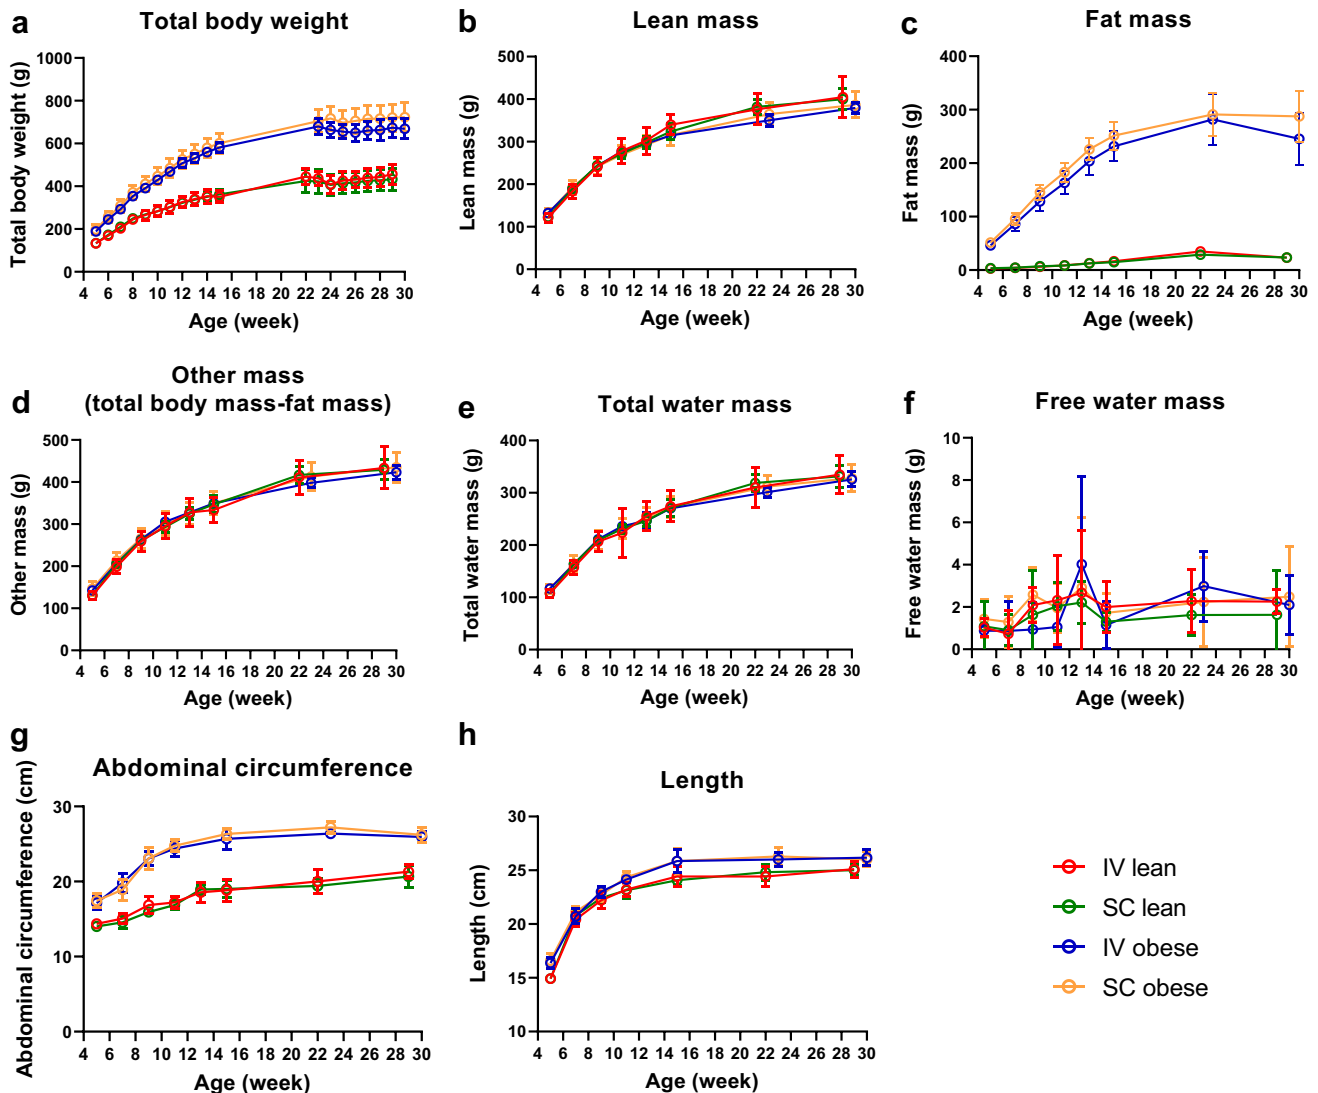 a
Total body weight
Total body weight (g)
1000
800
600
400
200
0
4 6 8 10 12 14 16 18 20 22 24 26 28 30
Age (week)
b
Lean mass
Lean mass (g)
500
400
300
200
100
0
4 6 8 10 12 14 16 18 20 22 24 26 28 30
Age (week)
c
Fat mass
Fat mass (g)
400
300
200
100
0
4 6 8 10 12 14 16 18 20 22 24 26 28 30
Age (week)
d
Other mass
(total body mass-fat mass)
Other mass (g)
500
400
300
200
100
0
4 6 8 10 12 14 16 18 20 22 24 26 28 30
Age (week)
e
Total water mass
Total water mass (g)
400
300
200
100
0
4 6 8 10 12 14 16 18 20 22 24 26 28 30
Age (week)
f
Free water mass
Free water mass (g)
10
8
6
4
2
0
4 6 8 10 12 14 16 18 20 22 24 26 28 30
Age (week)
g
Abdominal circumference
Abdominal circumference (cm)
30
20
10
0
4 6 8 10 12 14 16 18 20 22 24 26 28 30
Age (week)
h
Length
Length (cm)
30
25
20
15
10
4 6 8 10 12 14 16 18 20 22 24 26 28 30
Age (week)
IV lean
SC lean
IV obese
SC obese